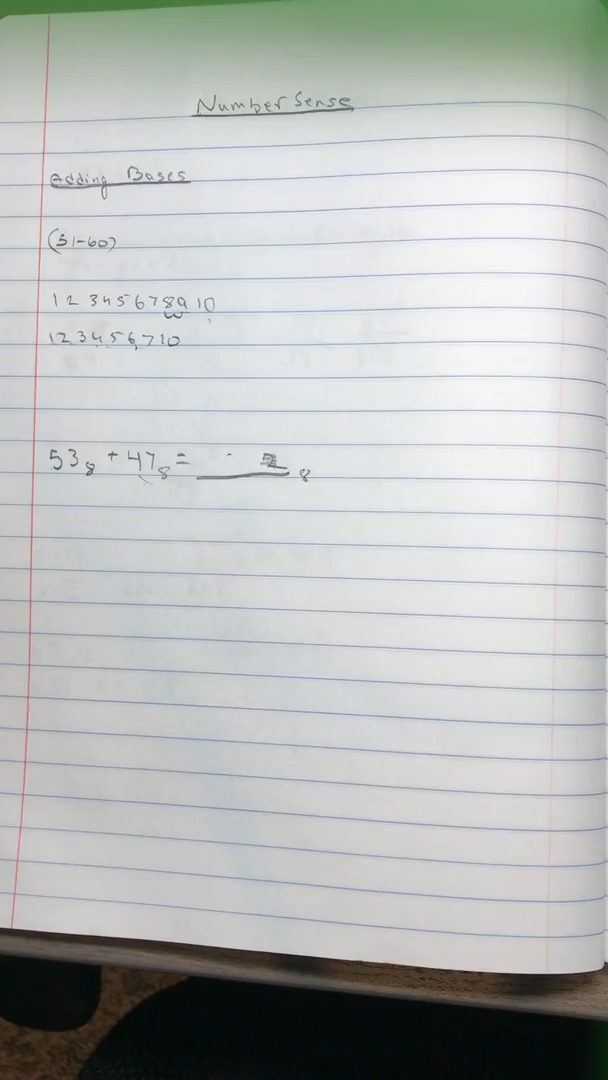 Number Sense
adding Bases
(51-60)
1 2 3 4 5 6 7 8 9 10
1 2 3 4 5 6 7 10
53₈ + 47₈ = ____2_₈